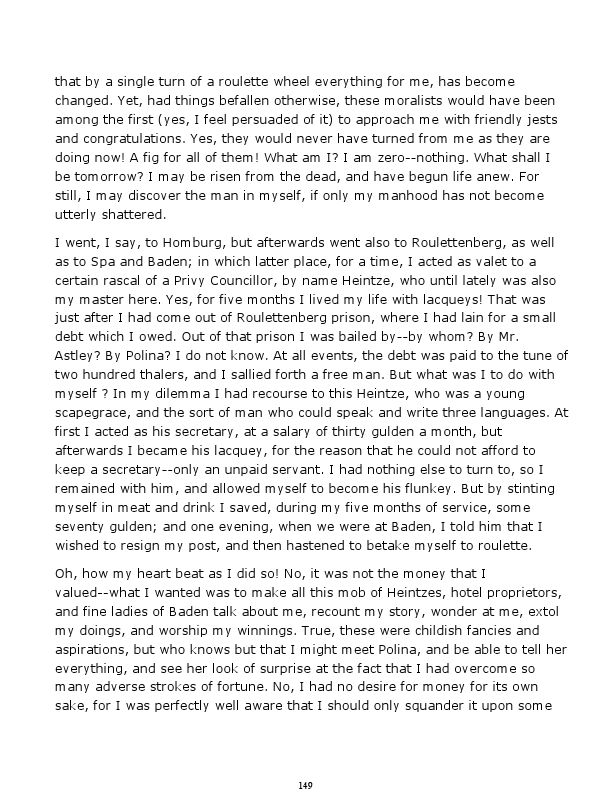 that by a single turn of a roulette wheel everything for me, has become
changed. Yet, had things befallen otherwise, these moralists would have been
among the first (yes, I feel persuaded of it) to approach me with friendly jests
and congratulations. Yes, they would never have turned from me as they are
doing now! A fig for all of them! What am I? I am zero--nothing. What shall I
be tomorrow? I may be risen from the dead, and have begun life anew. For
still, I may discover the man in myself, if only my manhood has not become
utterly shattered.
I went, I say, to Homburg, but afterwards went also to Roulettenberg, as well
as to Spa and Baden; in which latter place, for a time, I acted as valet to a
certain rascal of a Privy Councillor, by name Heintze, who until lately was also
my master here. Yes, for five months I lived my life with lacqueys! That was
just after I had come out of Roulettenberg prison, where I had lain for a small
debt which I owed. Out of that prison I was bailed by--by whom? By Mr.
Astley? By Polina? I do not know. At all events, the debt was paid to the tune of
two hundred thalers, and I sallied forth a free man. But what was I to do with
myself ? In my dilemma I had recourse to this Heintze, who was a young
scapegrace, and the sort of man who could speak and write three languages. At
first I acted as his secretary, at a salary of thirty gulden a month, but
afterwards I became his lacquey, for the reason that he could not afford to
keep a secretary--only an unpaid servant. I had nothing else to turn to, so I
remained with him, and allowed myself to become his flunkey. But by stinting
myself in meat and drink I saved, during my five months of service, some
seventy gulden; and one evening, when we were at Baden, I told him that I
wished to resign my post, and then hastened to betake myself to roulette.
Oh, how my heart beat as I did so! No, it was not the money that I
valued--what I wanted was to make all this mob of Heintzes, hotel proprietors,
and fine ladies of Baden talk about me, recount my story, wonder at me, extol
my doings, and worship my winnings. True, these were childish fancies and
aspirations, but who knows but that I might meet Polina, and be able to tell her
everything, and see her look of surprise at the fact that I had overcome so
many adverse strokes of fortune. No, I had no desire for money for its own
sake, for I was perfectly well aware that I should only squander it upon some
149